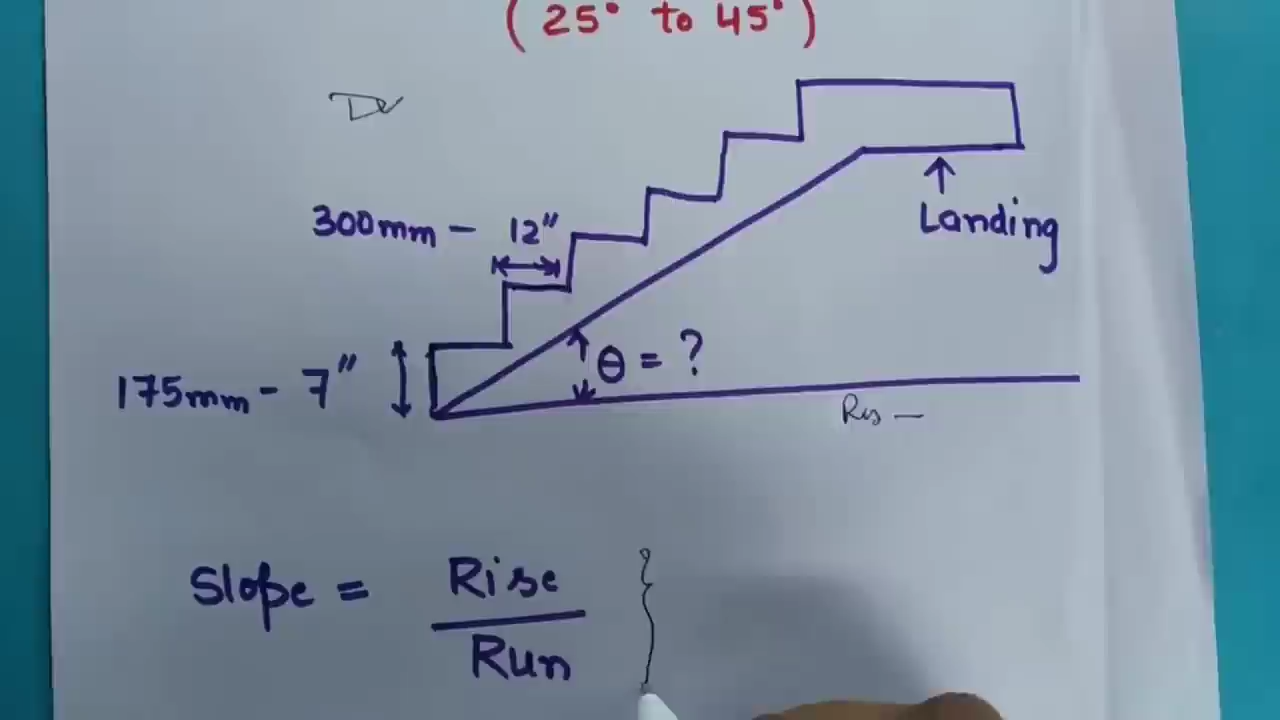 (25° to 45°)
300mm - 12"
Landing
175mm - 7"
θ = ?
Slope = Rise
Run